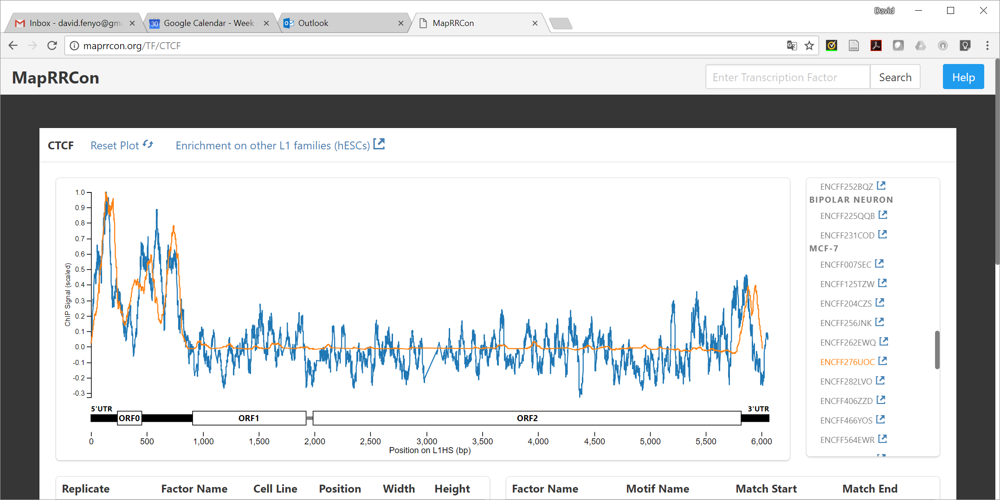 David
Inbox - david.fenyo@gma
Google Calendar - Week
Outlook
MapRRCon
maprrcon.org/TF/CTCF
MapRRCon
Enter Transcription Factor
Search
Help
CTCF
Reset Plot
Enrichment on other L1 families (hESCs)
1.0
0.9
0.8
0.7
0.6
0.5
0.4
0.3
0.2
0.1
0.0
-0.1
-0.2
-0.3
ChIP Signal (scaled)
5'UTR
ORF0
ORF1
ORF2
3'UTR
0 500 1,000 1,500 2,000 2,500 3,000 3,500 4,000 4,500 5,000 5,500 6,000
Position on L1HS (bp)
ENCFF252BQZ
BIPOLAR NEURON
ENCFF225QQB
ENCFF231COD
MCF-7
ENCFF007SEC
ENCFF125TZW
ENCFF204CZS
ENCFF256JNK
ENCFF262EWQ
ENCFF276UOC
ENCFF282LVO
ENCFF406ZZD
ENCFF466YOS
ENCFF564EWR
Replicate Factor Name Cell Line Position Width Height
Factor Name Motif Name Match Start Match End